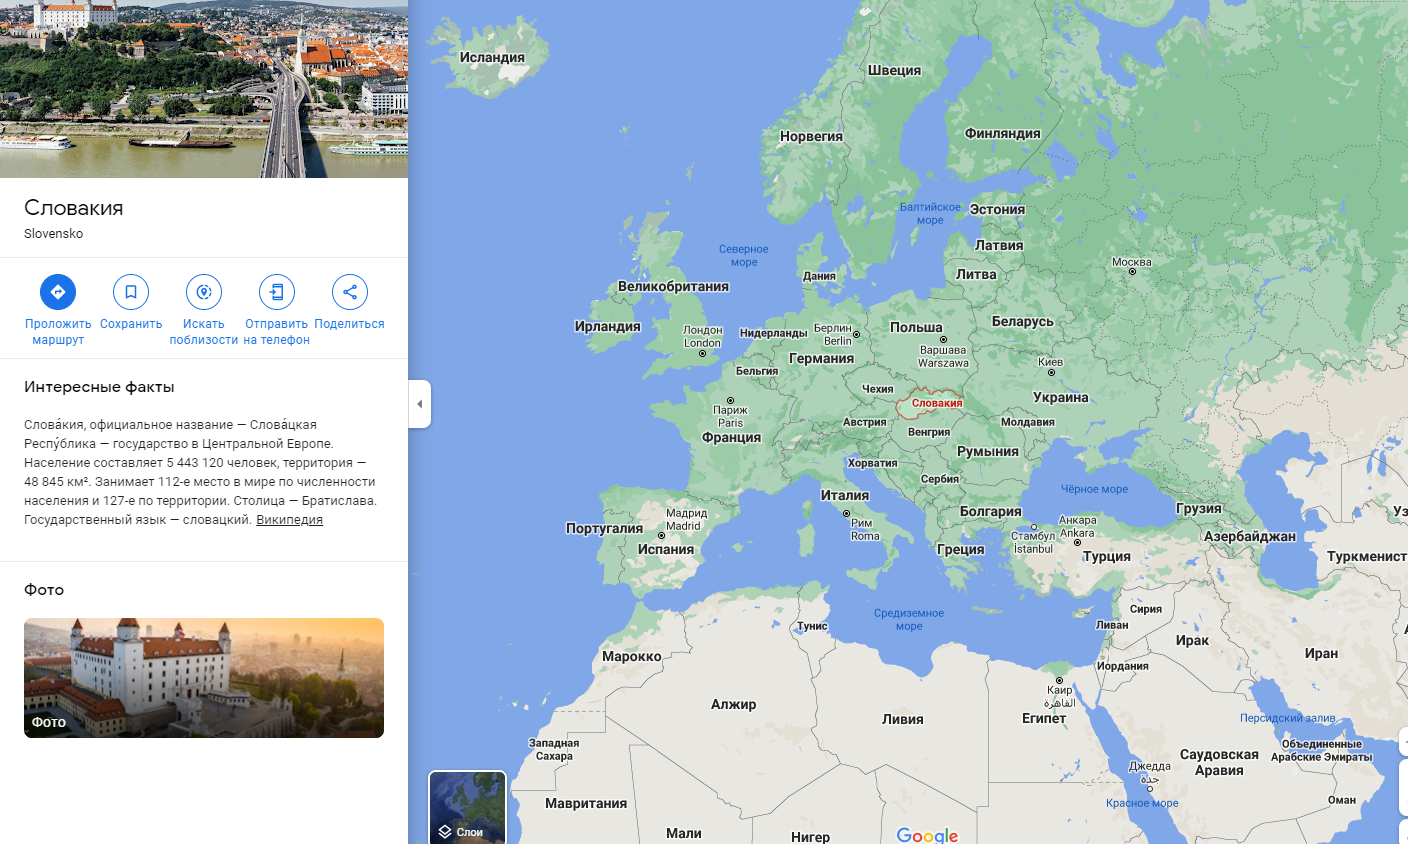 Словакия
Slovensko
Проложить
маршрут
Сохранить
Искать
поблизости
Отправить
на телефон
Поделиться
Интересные факты
Слова́кия, официальное название — Слова́цкая
Респу́блика — государство в Центральной Европе.
Население составляет 5 443 120 человек, территория —
48 845 км². Занимает 112-е место в мире по численности
населения и 127-е по территории. Столица — Братислава.
Государственный язык — словацкий. Википедия
Фото
Фото
Исландия
Швеция
Норвегия
Финляндия
Балтийское
море
Эстония
Северное
море
Латвия
Москва
Дания
Литва
Великобритания
Ирландия
Лондон
London
Нидерланды
Берлин
Berlin
Польша
Беларусь
Варшава
Warszawa
Германия
Киев
Бельгия
Чехия
Словакия
Украина
Париж
Paris
Франция
Австрия
Венгрия
Молдавия
Хорватия
Румыния
Сербия
Чёрное море
Италия
Мадрид
Madrid
Португалия
Испания
Рим
Roma
Болгария
Грузия
Стамбул
İstanbul
Анкара
Ankara
Азербайджан
Уз
Греция
Турция
Туркменист
Средиземное
море
Сирия
Тунис
Ливан
Ирак
Иран
Марокко
Иордания
Каир
القاهرة
Египет
Алжир
Ливия
Персидский залив
Западная
Сахара
Объединенные
Арабские Эмираты
Саудовская
Аравия
Джедда
جدة
Красное море
Оман
Мавритания
Мали
Нигер
Слои
Google